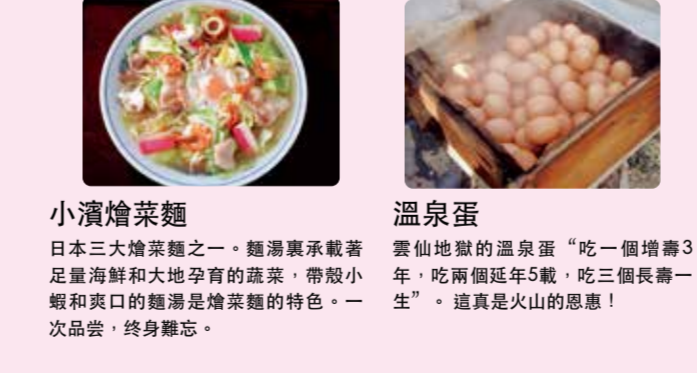 小濱燴菜麵
日本三大燴菜麵之一。麵湯裏承載著
足量海鮮和大地孕育的蔬菜，帶殼小
蝦和爽口的麵湯是燴菜麵的特色。一
次品尝，终身難忘。
溫泉蛋
雲仙地獄的溫泉蛋“吃一個增壽3
年，吃兩個延年5載，吃三個長壽一
生”。這真是火山的恩惠！